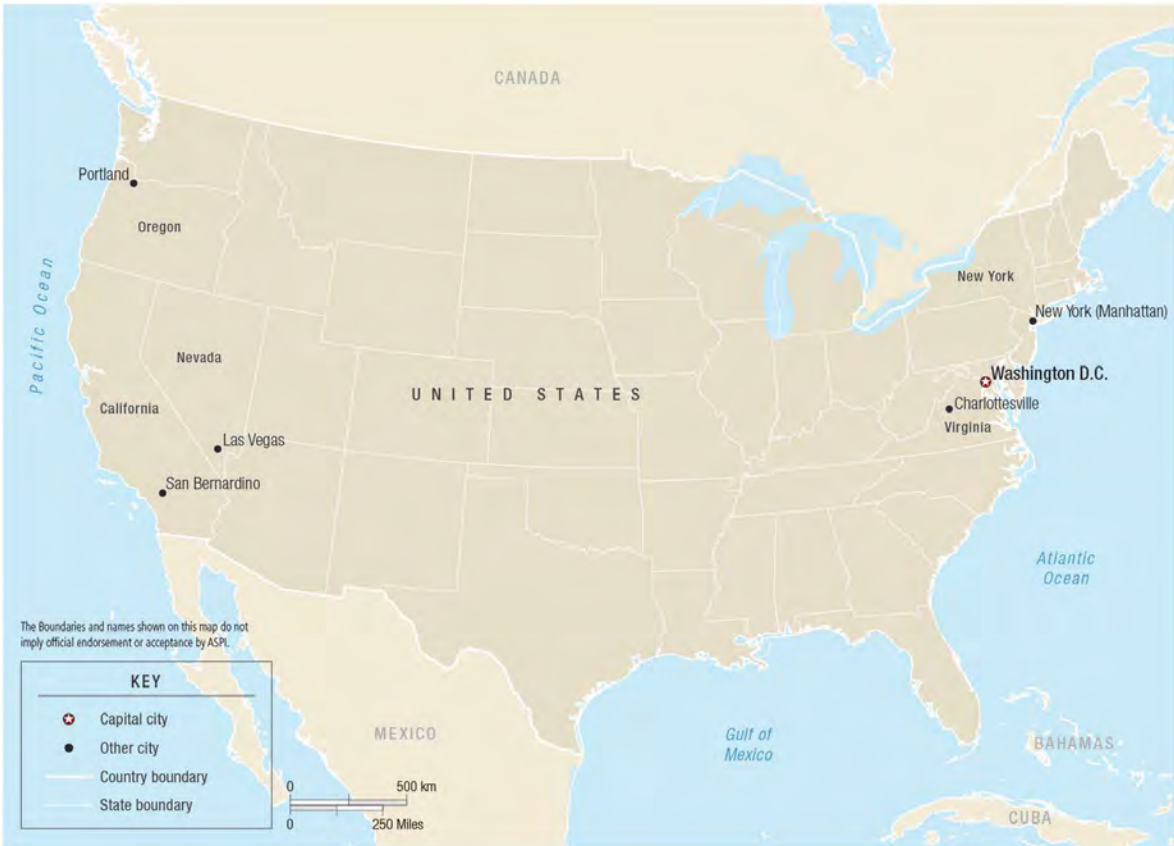 CANADA
Portland
Oregon
New York
New York (Manhattan)
Pacific Ocean
Nevada
Washington D.C.
UNITED STATES
California
Charlottesville
Virginia
Las Vegas
San Bernardino
Atlantic
Ocean
The Boundaries and names shown on this map do not
imply official endorsement or acceptance by ASPI.
KEY
Capital city
Other city
Country boundary
State boundary
MEXICO
Gulf of
Mexico
BAHAMAS
0 500 km
0 250 Miles
CUBA